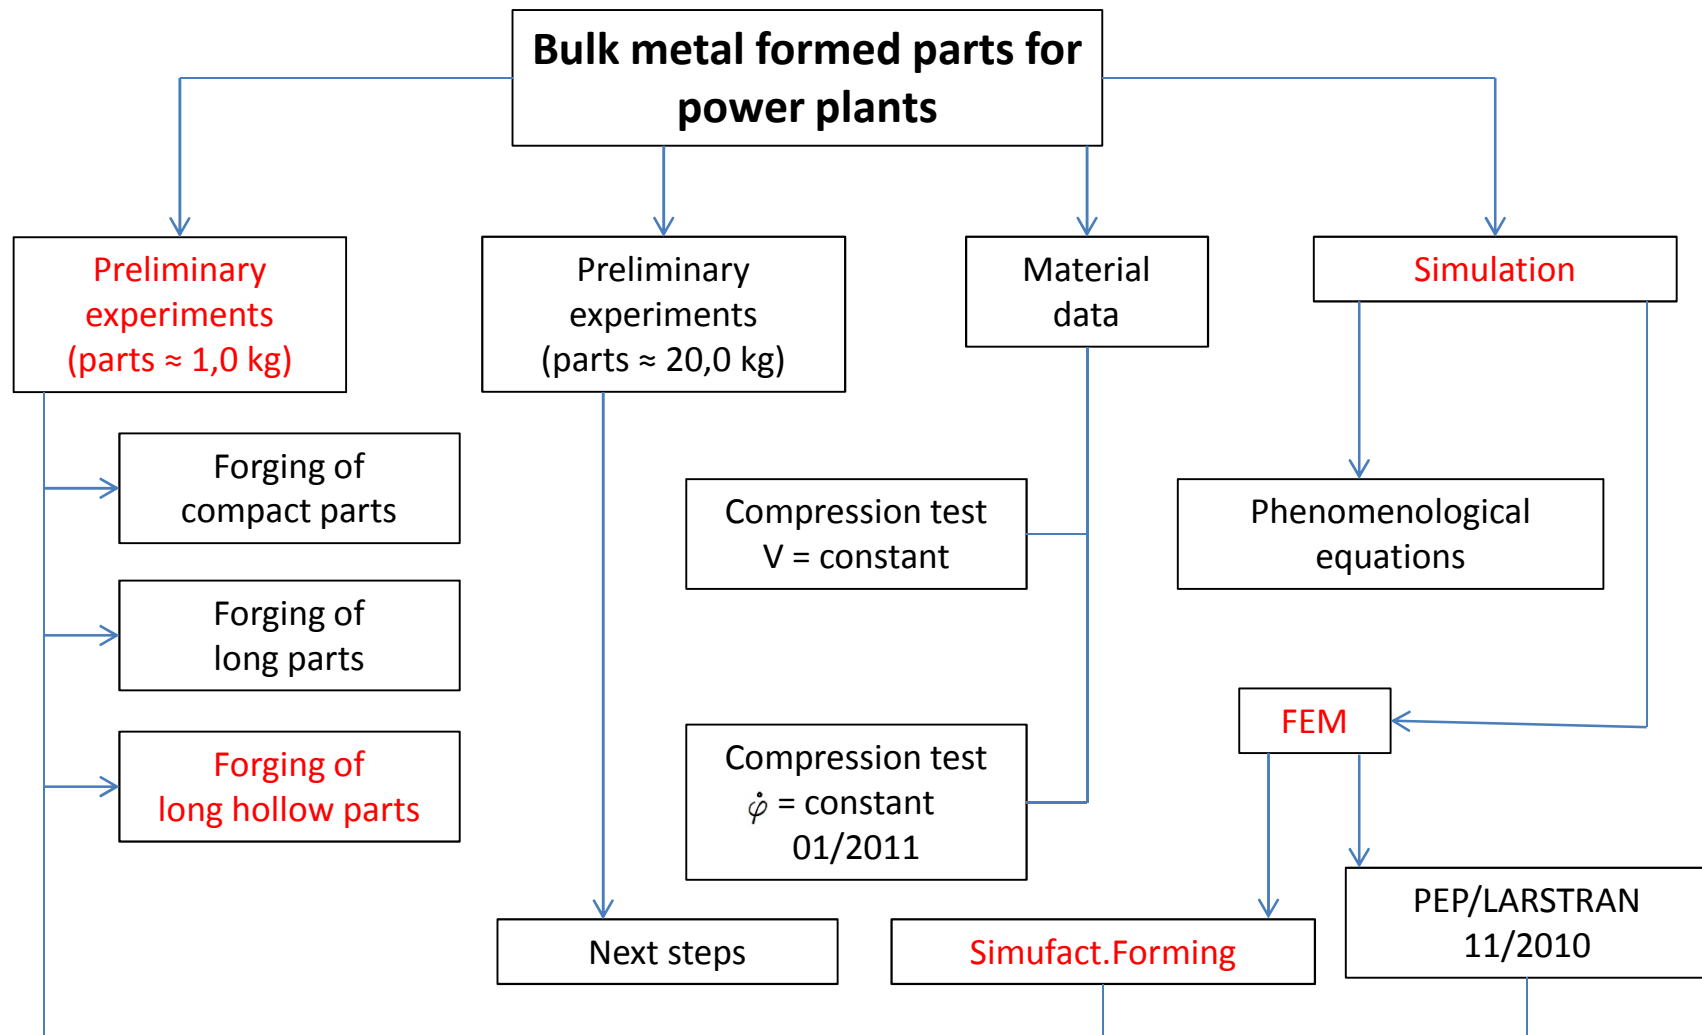 Bulk metal formed parts for
power plants
Preliminary
experiments
(parts ≈ 1,0 kg)
Preliminary
experiments
(parts ≈ 20,0 kg)
Material
data
Simulation
Forging of
compact parts
Compression test
V = constant
Phenomenological
equations
Forging of
long parts
FEM
Forging of
long hollow parts
Compression test
φ̇ = constant
01/2011
PEP/LARSTRAN
11/2010
Next steps
Simufact.Forming